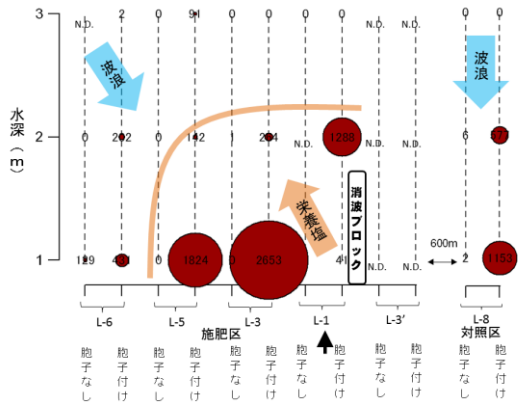 3
N.D.
2
0
91
0
0
0
0
N.D.
N.D.
0
0
波浪
波浪
水深（m）
2
0
0
142
1
N.D.
1288
N.D.
N.D.
6
577
消波ブロック
栄養塩
600m
1
129
0
1824
0
2653
41
N.D.
N.D.
2
1153
L-6
L-5
L-3
L-1
L-3’
L-8
施肥区
対照区
胞子なし
胞子付け
胞子なし
胞子付け
胞子なし
胞子付け
胞子なし
胞子付け
胞子なし
胞子付け
胞子なし
胞子付け